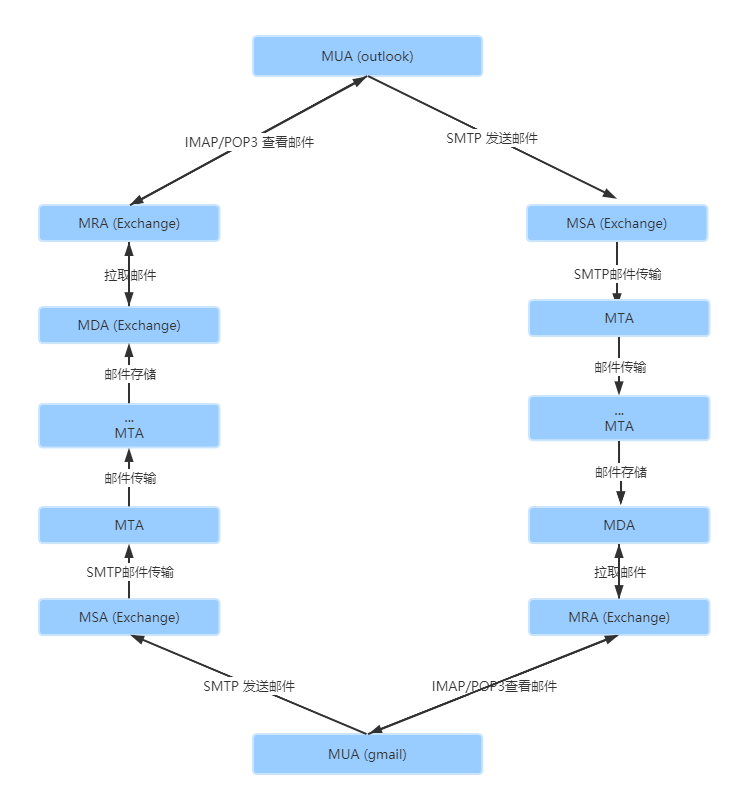 MUA (outlook)
IMAP/POP3 查看邮件
SMTP 发送邮件
MRA (Exchange)
MSA (Exchange)
拉取邮件
SMTP邮件传输
MDA (Exchange)
MTA
邮件存储
邮件传输
...
MTA
...
MTA
邮件传输
邮件存储
MTA
MDA
SMTP邮件传输
拉取邮件
MSA (Exchange)
MRA (Exchange)
SMTP 发送邮件
IMAP/POP3查看邮件
MUA (gmail)